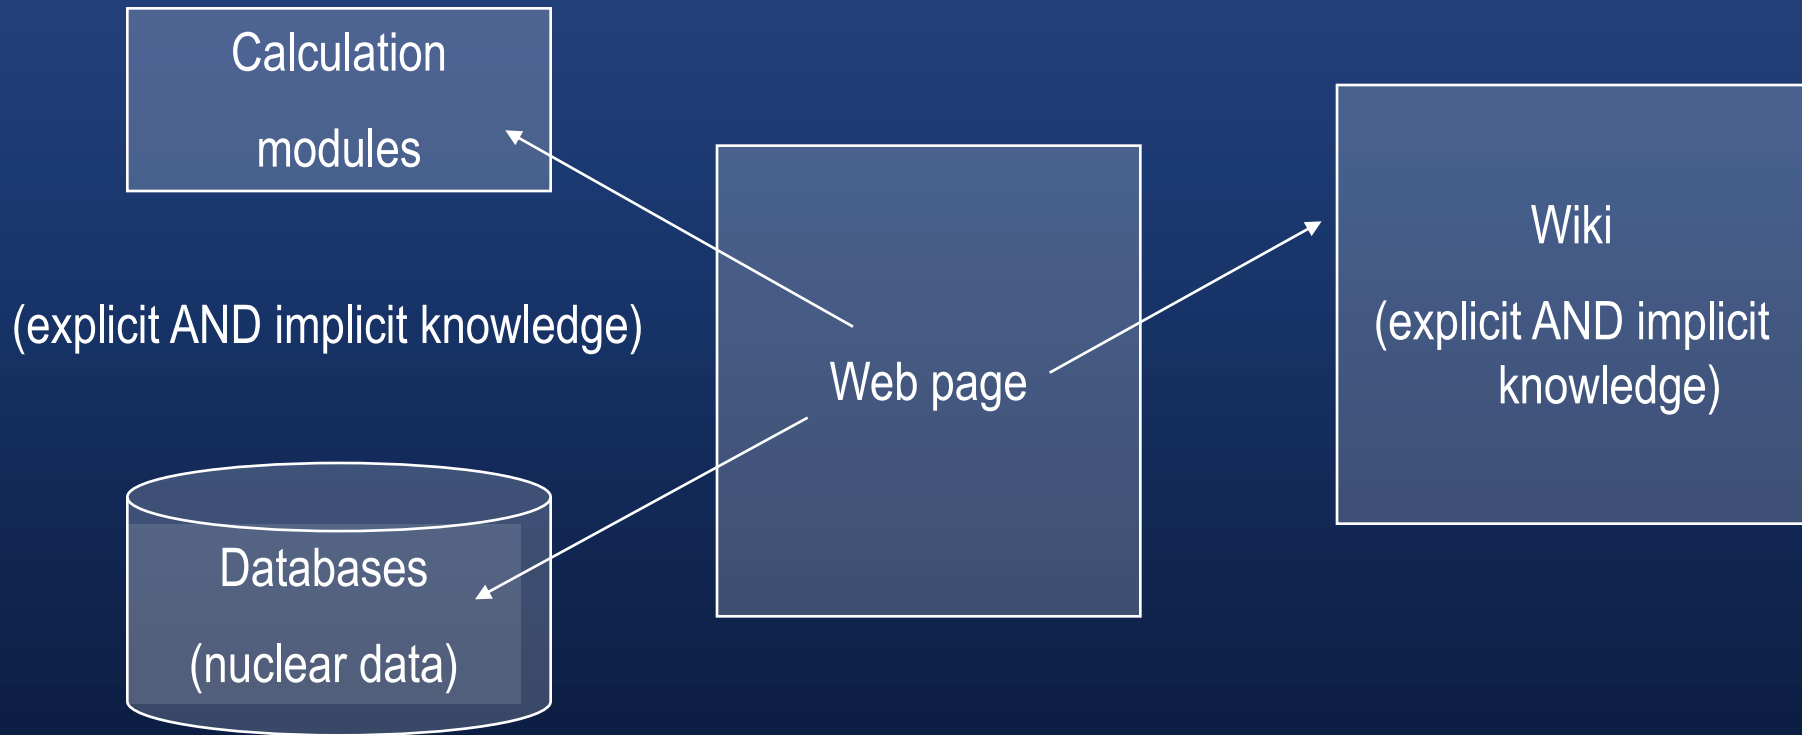 Calculation
modules
(explicit AND implicit knowledge)
Databases
(nuclear data)
Web page
Wiki
(explicit AND implicit
knowledge)